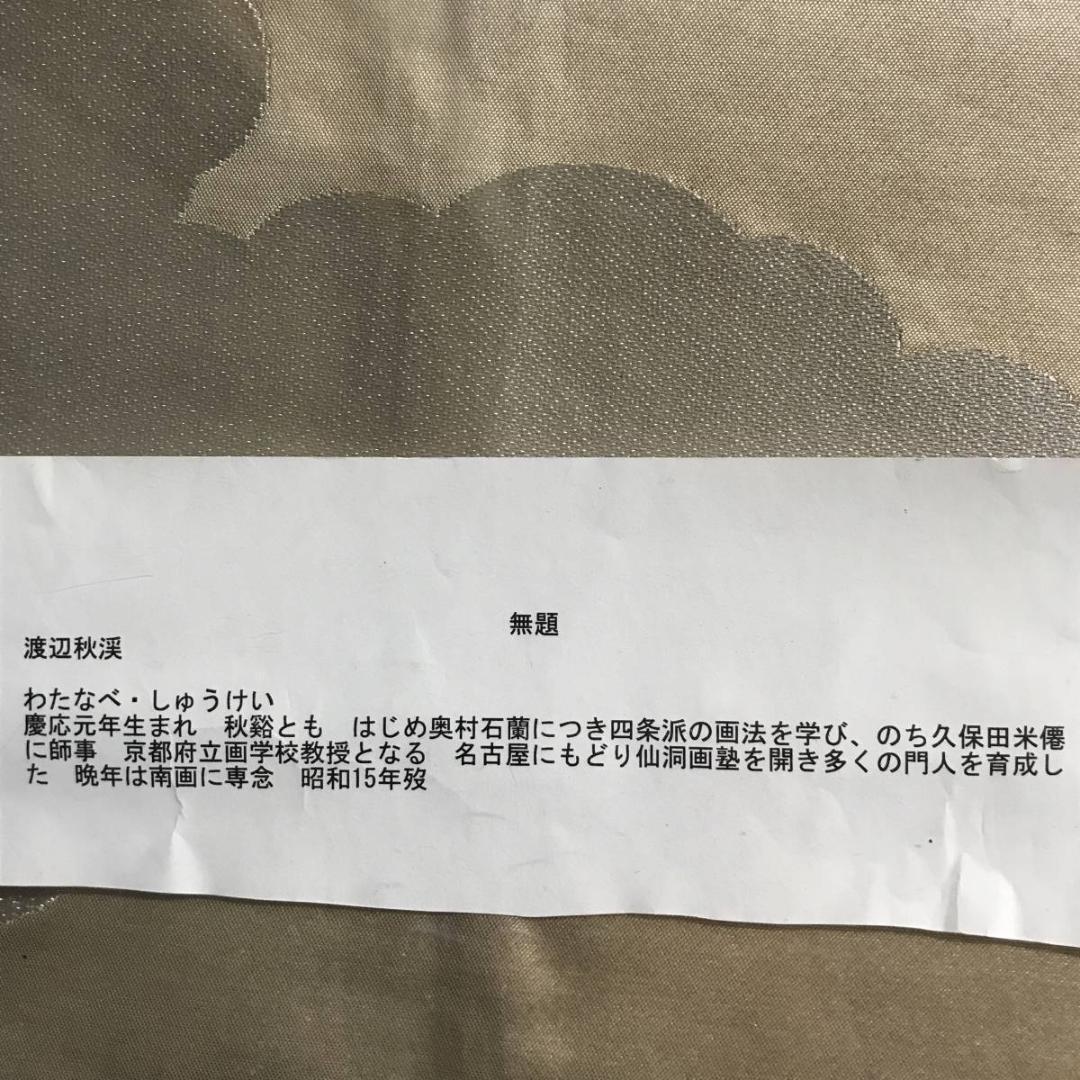 無題
渡辺秋渓
わたなべ・しゅうけい
慶応元年生まれ　秋谿とも　はじめ奥村石蘭につき四条派の画法を学び、のち久保田米僊
に師事　京都府立画学校教授となる　名古屋にもどり仙洞画塾を開き多くの門人を育成し
た　晩年は南画に専念　昭和15年歿